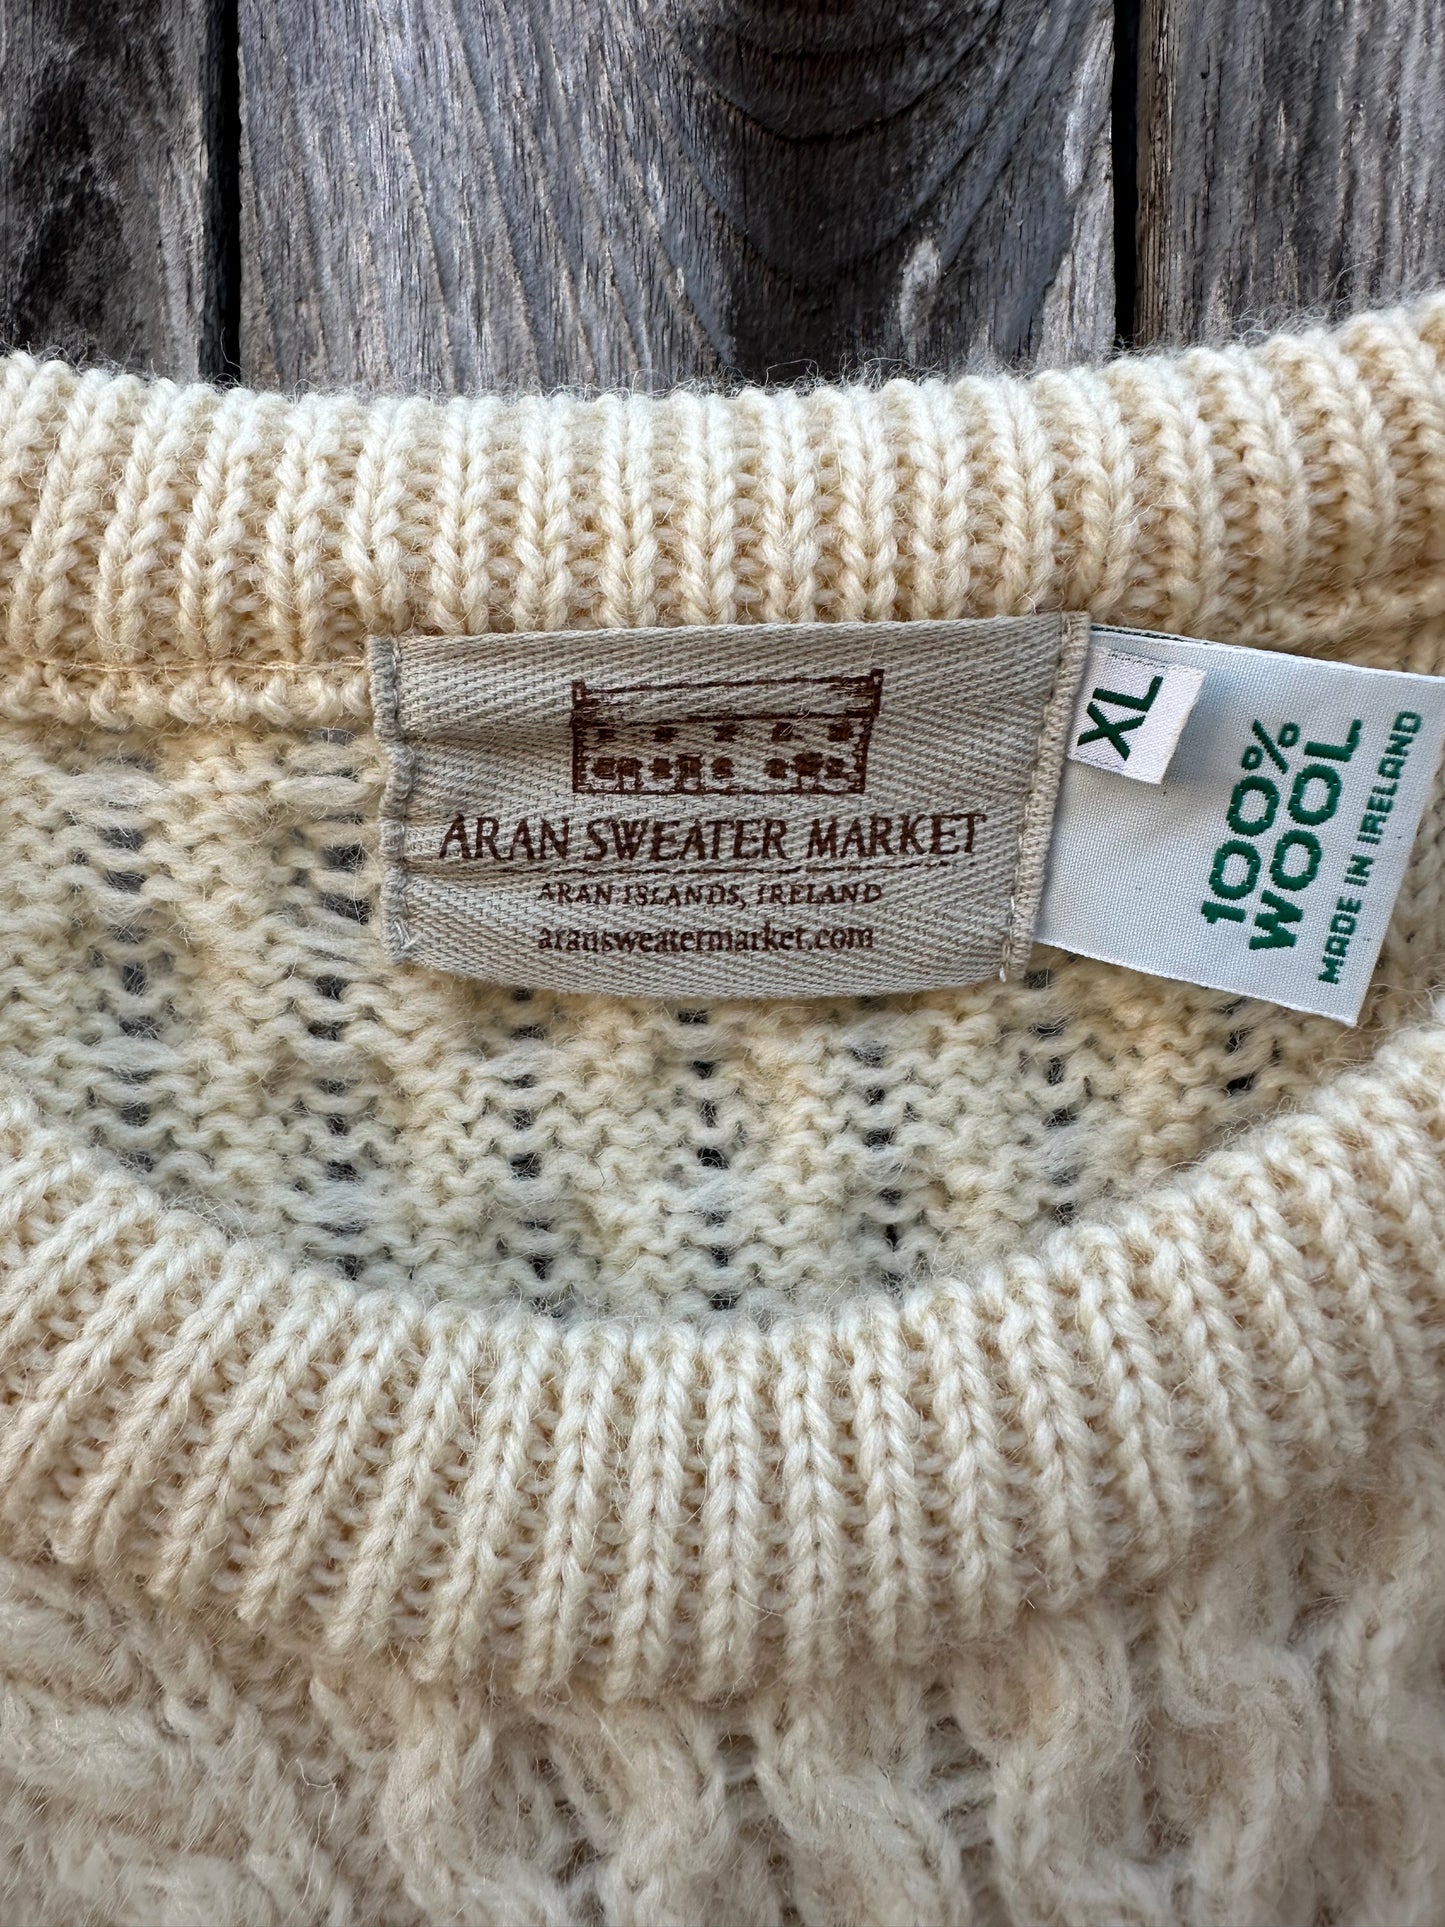 ARAN SWEATER MARKET
ARAN ISLANDS, IRELAND
aransweatermarket.com
XL
100%
WOOL
MADE IN IRELAND